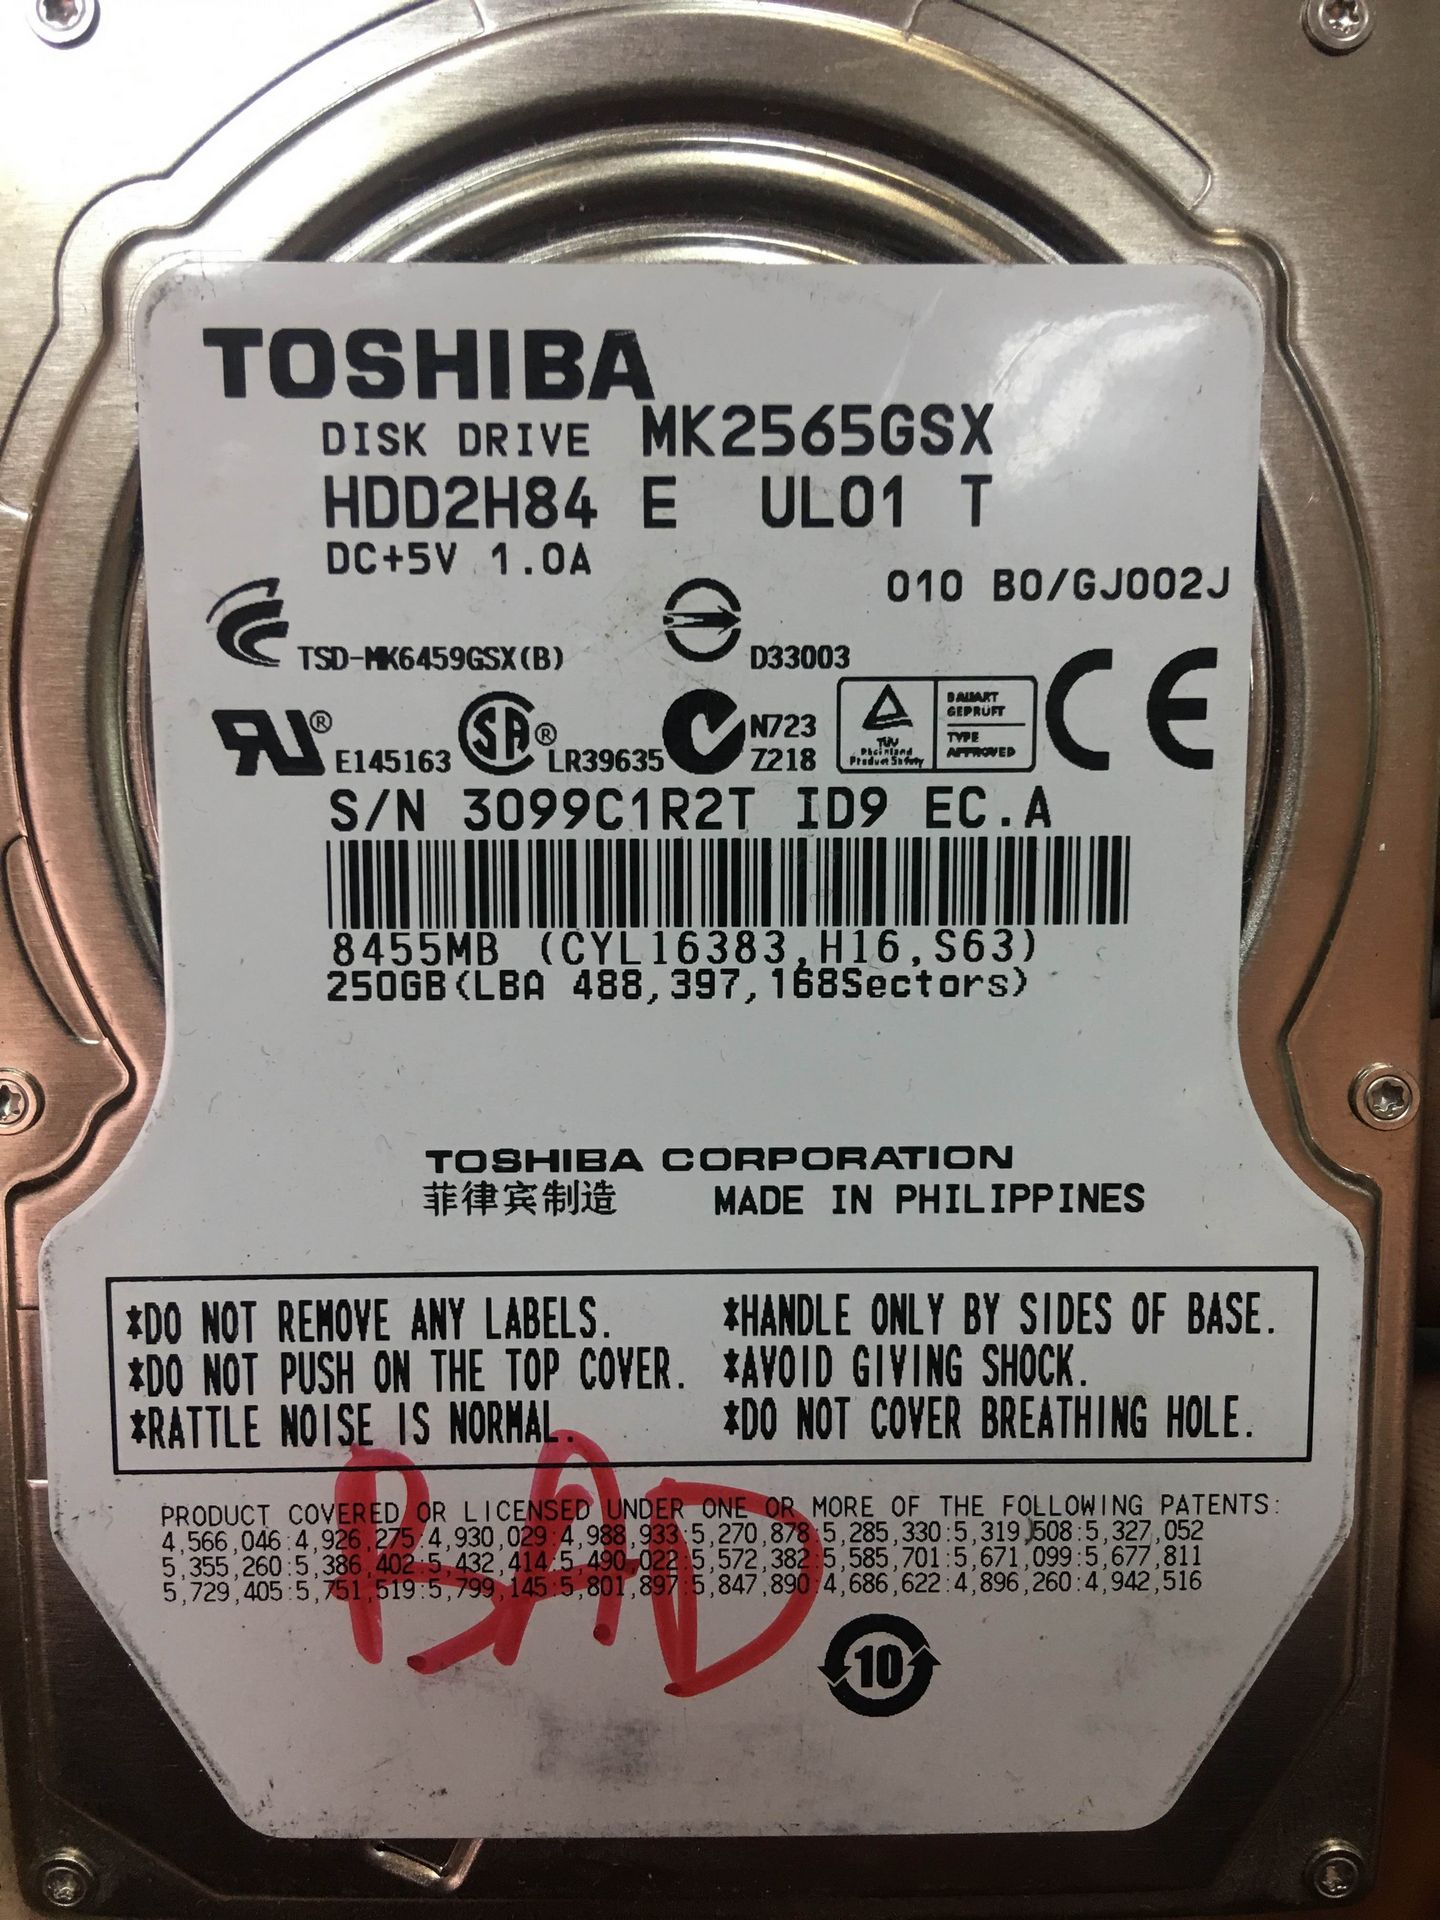 TOSHIBA
DISK DRIVE MK2565GSX
HDD2H84 E UL01 T
DC+5V 1.0A
010 B0/GJ002J
TSD-MK6459GSX(B)
D33003
RU® E145163 SA® LR39635 N723
Z218
BAUART
GEPRÜFT
TÜV
Rheinland
Product Safety
TYPE
APPROVED
CE
S/N 3099C1R2T ID9 EC.A
8455MB (CYL16383,H16,S63)
250GB(LBA 488,397,168Sectors)
TOSHIBA CORPORATION
菲律宾制造 MADE IN PHILIPPINES
*DO NOT REMOVE ANY LABELS. *HANDLE ONLY BY SIDES OF BASE.
*DO NOT PUSH ON THE TOP COVER. *AVOID GIVING SHOCK.
*RATTLE NOISE IS NORMAL. *DO NOT COVER BREATHING HOLE.
PRODUCT COVERED OR LICENSED UNDER ONE OR MORE OF THE FOLLOWING PATENTS:
4,566,046:4,926,275:4,930,029:4,988,933:5,270,878:5,285,330:5,319,508:5,327,052
5,355,260:5,386,402:5,432,414:5,490,022:5,572,382:5,585,701:5,671,099:5,677,811
5,729,405:5,751,519:5,799,145:5,801,897:5,847,890:4,686,622:4,896,260:4,942,516
BAD
10